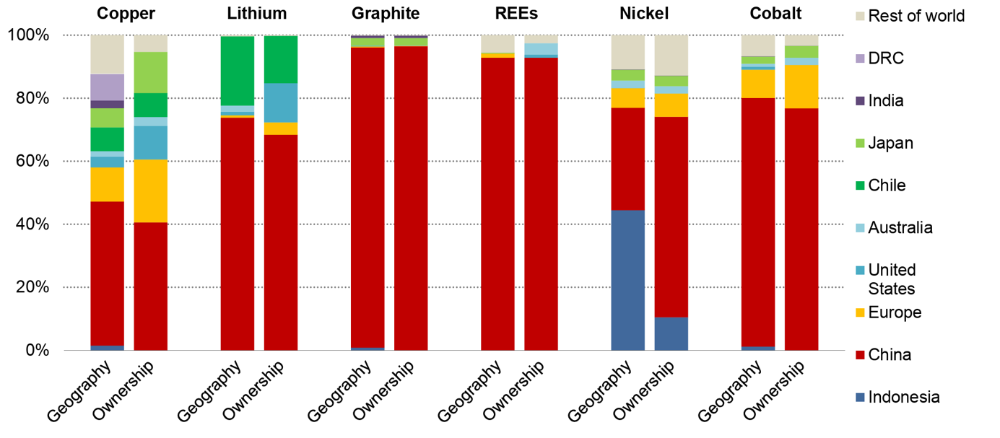 Copper Lithium Graphite REEs Nickel Cobalt
100%
80%
60%
40%
20%
0%
Geography Ownership Geography Ownership Geography Ownership Geography Ownership Geography Ownership Geography Ownership
Rest of world
DRC
India
Japan
Chile
Australia
United
States
Europe
China
Indonesia